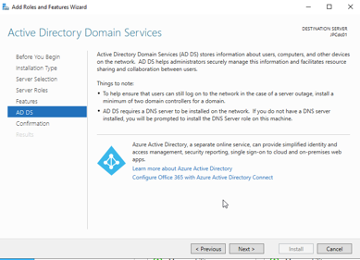 Add Roles and Features Wizard
Active Directory Domain Services
DESTINATION SERVER
Before You Begin
Installation Type
Server Selection
Server Roles
Features
AD DS
Confirmation
Results
Active Directory Domain Services (AD DS) stores information about users, computers, and other devices
on the network. AD DS helps administrators securely manage this information and facilitates resource
sharing and collaboration between users.
Things to note:
• To help ensure that users can still log on to the network in the case of a server outage, install a
minimum of two domain controllers for a domain.
• AD DS requires a DNS server to be installed on the network. If you do not have a DNS server
installed, you will be prompted to install the DNS Server role on this machine.
Azure Active Directory, a separate online service, can provide simplified identity and
access management, security reporting, single sign-on to cloud and on-premises web
apps.
Learn more about Azure Active Directory
Configure Office 365 with Azure Active Directory Connect
< Previous
Next >
Install
Cancel